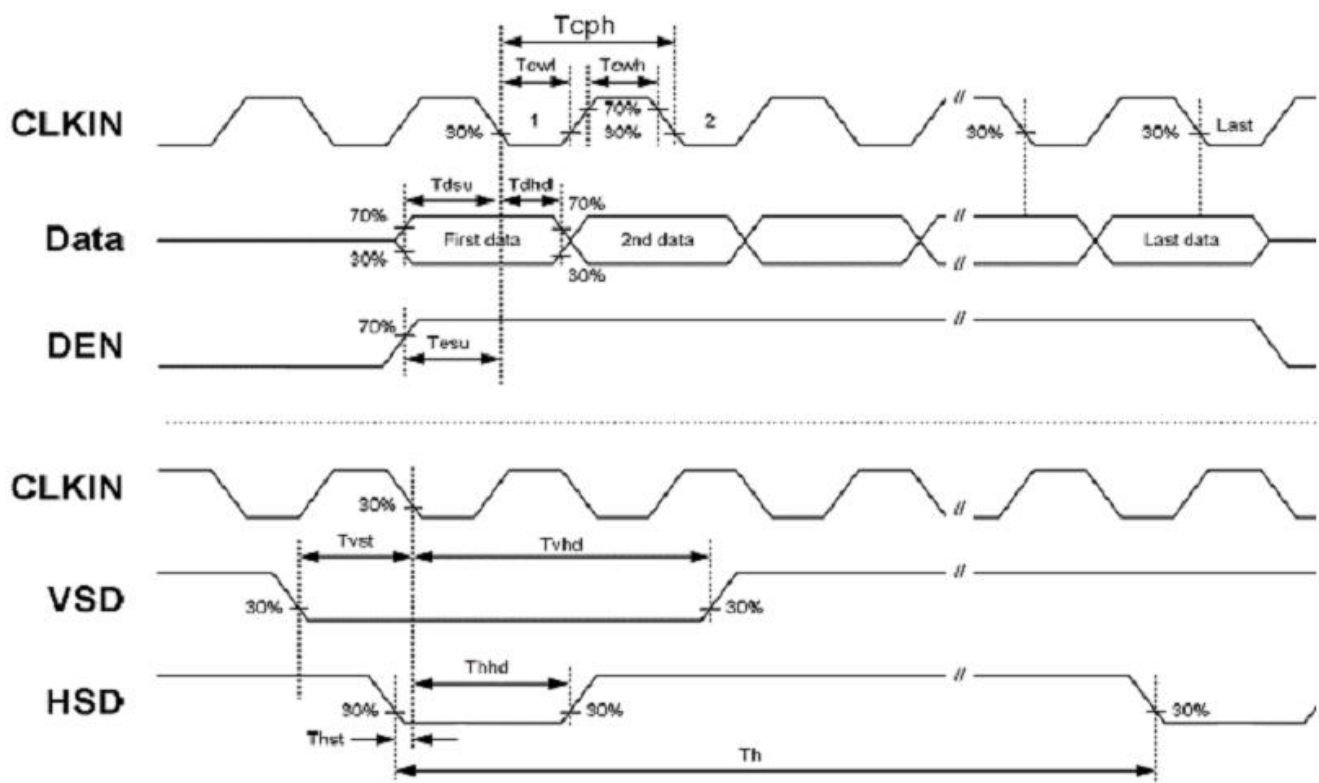 Tcph
Tcwl Tcwh
CLKIN 30% 1 70% 30% 2 30% 30% Last
Tdsu Tdhd
70% 70%
Data First data 2nd data Last data
30% 30%
70%
DEN Tesu
CLKIN 30%
Tvst Tvhd
VSD 30% 30%
Thhd
HSD 30% 30% 30%
Thst
Th